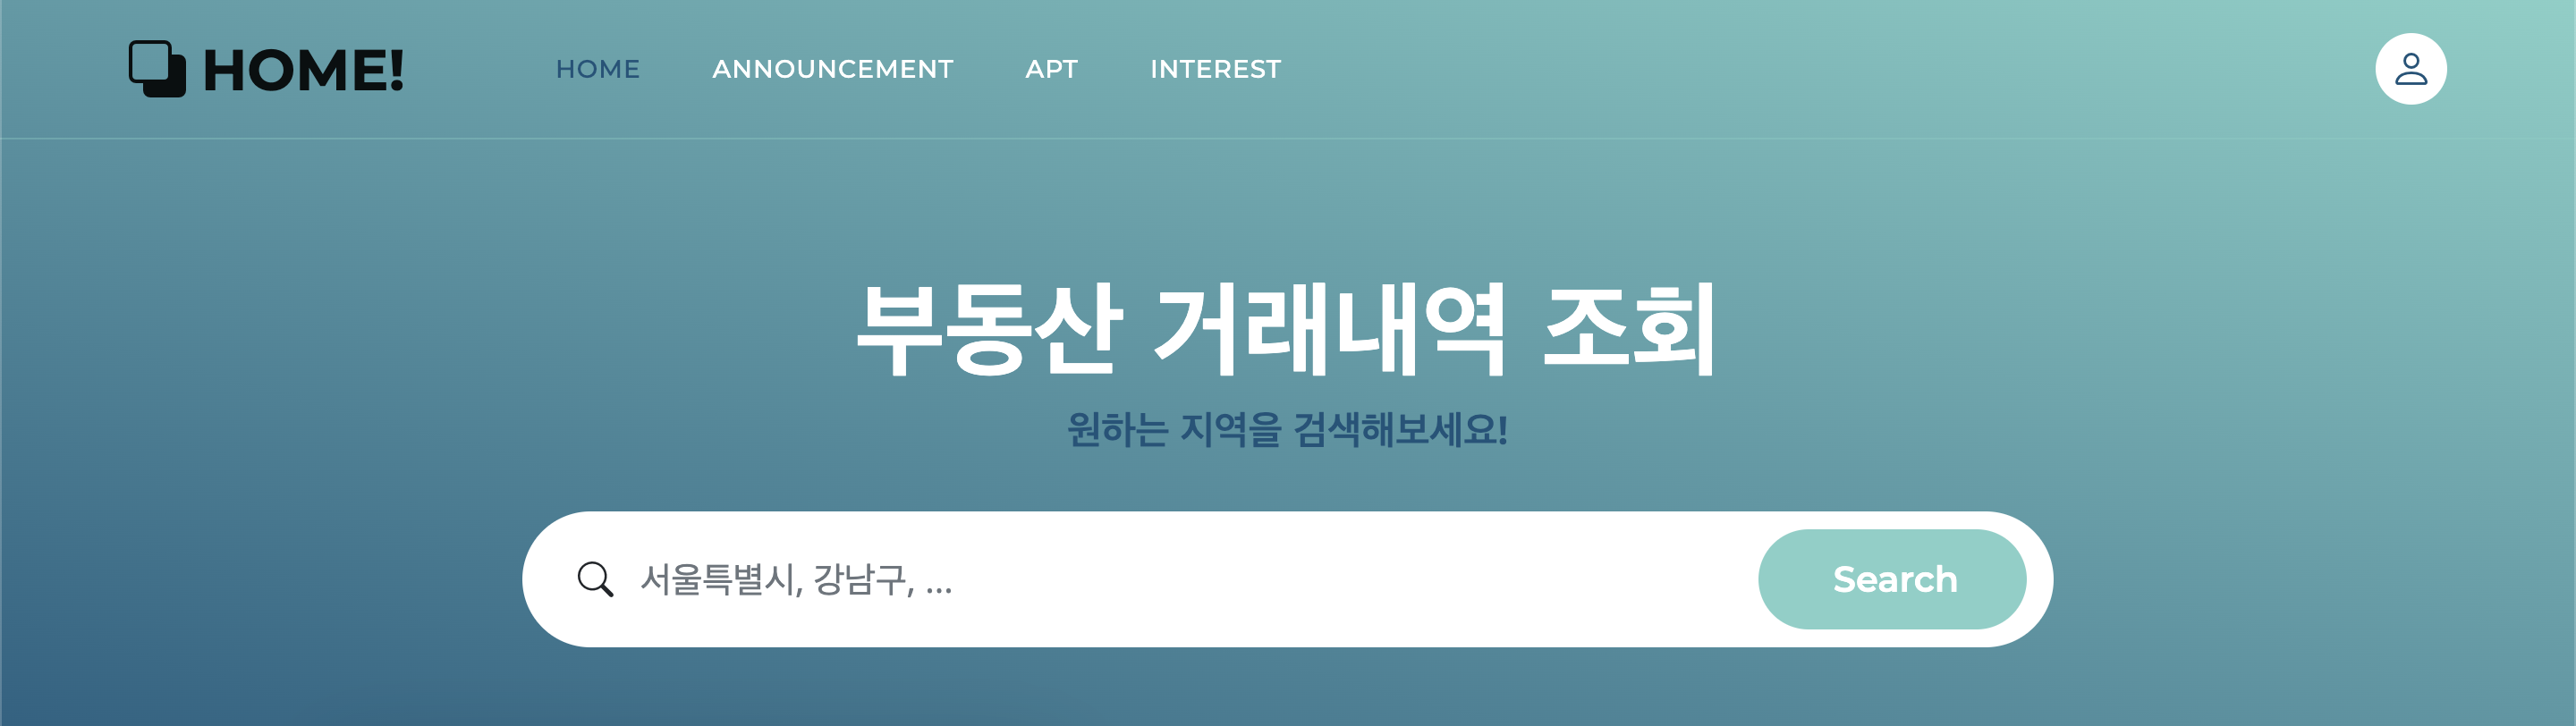 HOME!
HOME ANNOUNCEMENT APT INTEREST
부동산 거래내역 조회
원하는 지역을 검색해보세요!
서울특별시, 강남구, ... Search